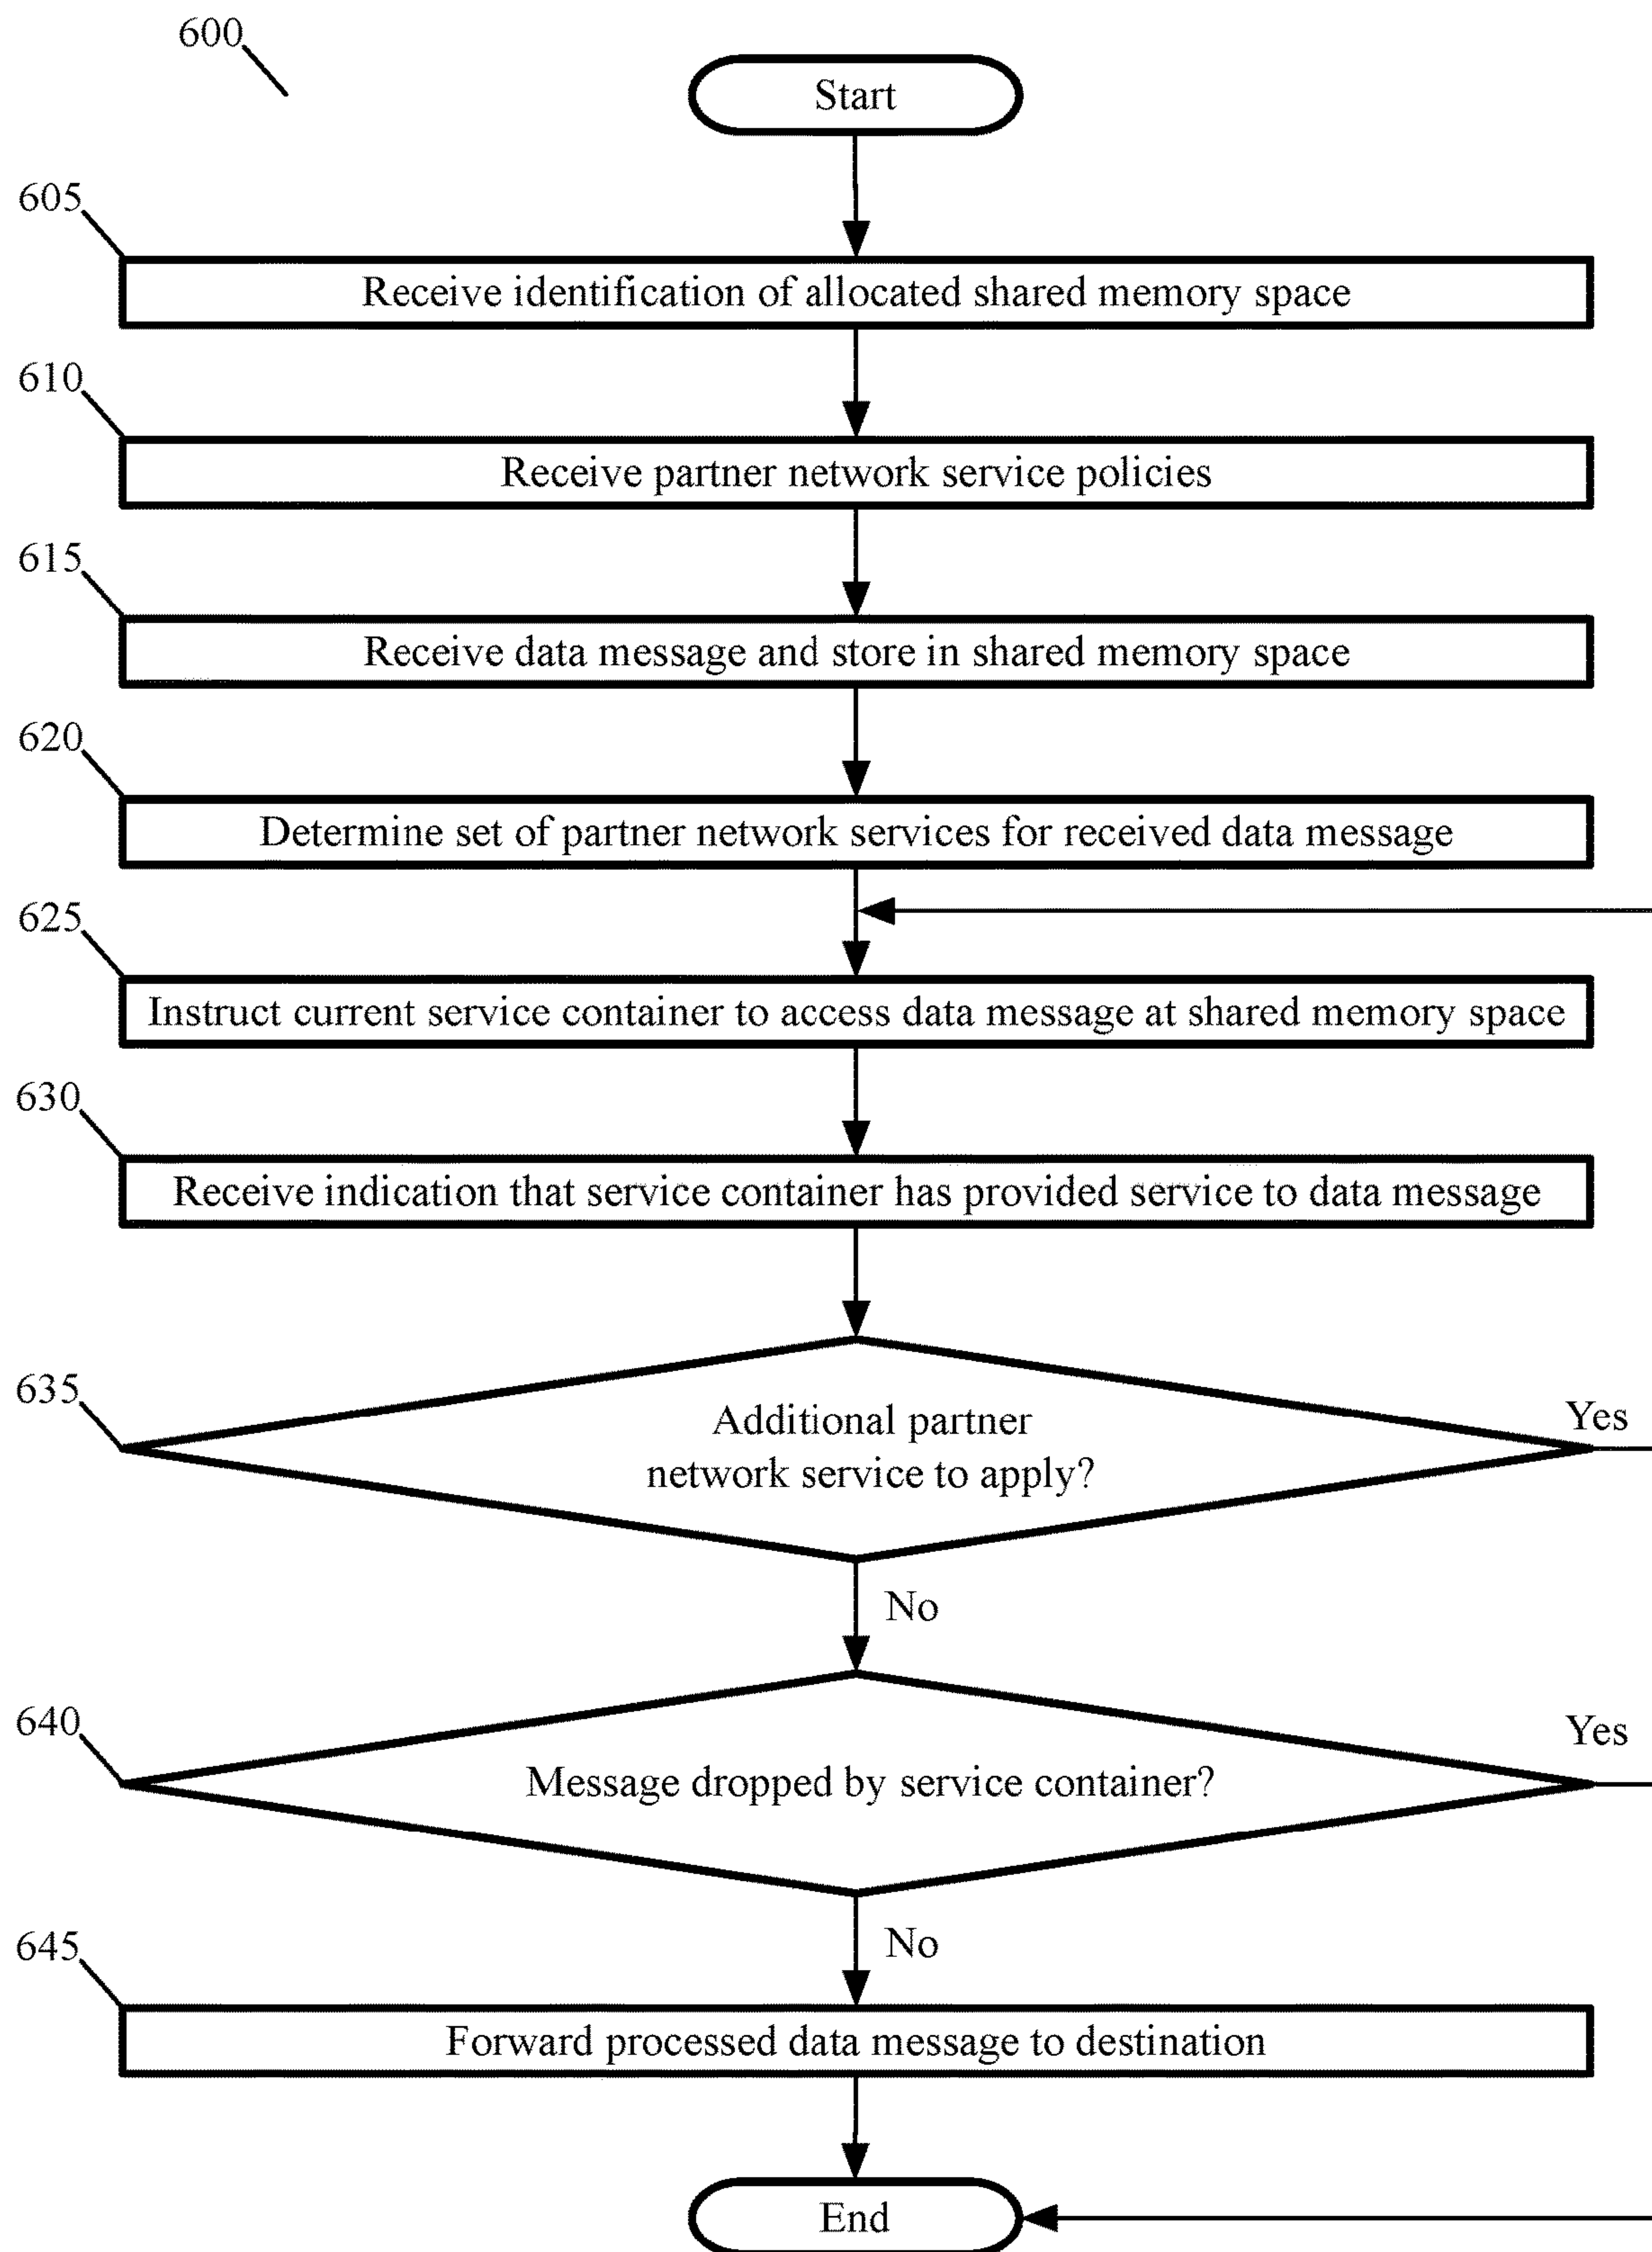 600
Start
605
Receive identification of allocated shared memory space
610
Receive partner network service policies
615
Receive data message and store in shared memory space
620
Determine set of partner network services for received data message
625
Instruct current service container to access data message at shared memory space
630
Receive indication that service container has provided service to data message
635
Additional partner
network service to apply?
Yes
No
640
Message dropped by service container?
Yes
No
645
Forward processed data message to destination
End